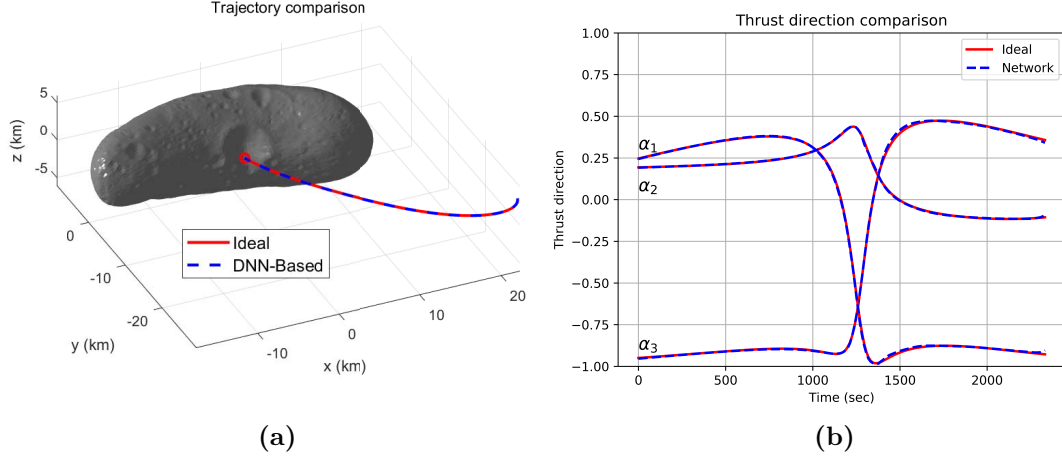 Trajectory comparison
5
0
-5
z (km)
0
-10
-20
y (km)
-10
0
10
20
x (km)
Ideal
DNN-Based
(a)
Thrust direction comparison
1.00
0.75
0.50
0.25
0.00
−0.25
−0.50
−0.75
−1.00
Thrust direction
Ideal
Network
α1
α2
α3
0
500
1000
1500
2000
Time (sec)
(b)